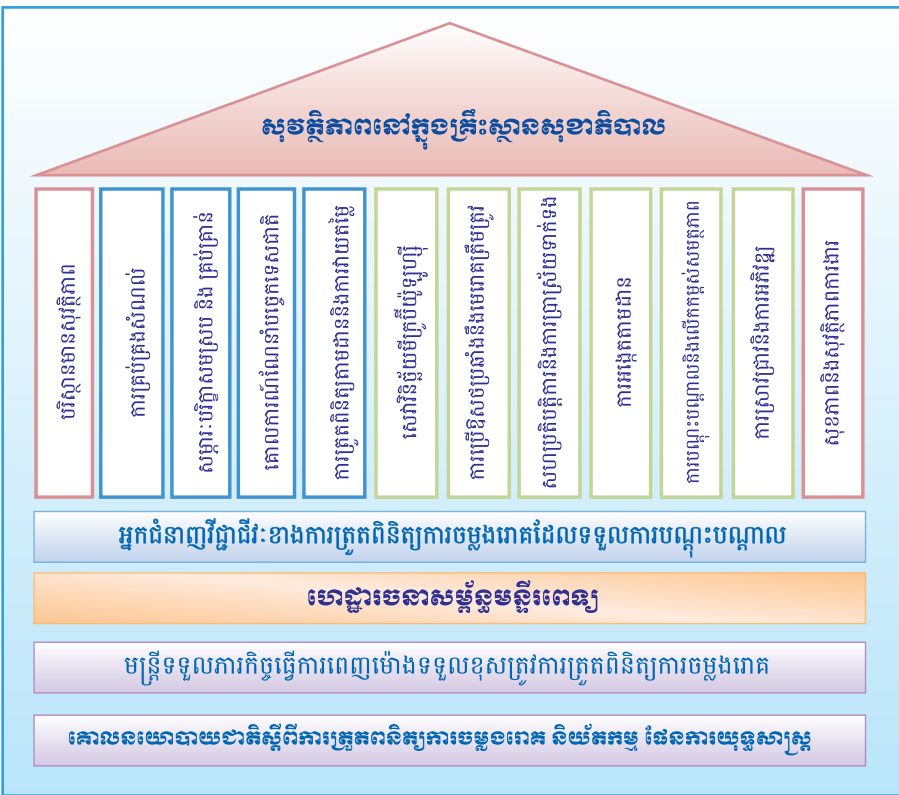 សុវត្ថិភាពនៅក្នុងគ្រឹះស្ថានសុខាភិបាល
បរិស្ថានមានសុវត្ថិភាព
ការគ្រប់គ្រងសំណល់
សម្ភារៈបរិក្ខាសមស្រប និង គ្រប់គ្រាន់
គោលការណ៍ណែនាំបច្ចេកទេសជាតិ
ការត្រួតពិនិត្យតាមដាននិងការវាយតម្លៃ
សេវាវិនិច្ឆ័យមីក្រូប៊ីយ៉ូឡូហ្ស៊ី
ការប្រើឱសថប្រឆាំងនឹងមេរោគត្រឹមត្រូវ
សហប្រតិបត្តិការនិងការប្រាស្រ័យទាក់ទង
ការអង្កេតតាមដាន
ការបណ្តុះបណ្តាលនិងលើកកម្ពស់សមត្ថភាព
ការស្រាវជ្រាវនិងការអភិវឌ្ឍ
សុខភាពនិងសុវត្ថិភាពការងារ
អ្នកជំនាញវិជ្ជាជីវៈខាងការត្រួតពិនិត្យការចម្លងរោគដែលទទួលការបណ្តុះបណ្តាល
ហេដ្ឋារចនាសម្ព័ន្ធមន្ទីរពេទ្យ
មន្ត្រីទទួលភារកិច្ចធ្វើការពេញម៉ោងទទួលខុសត្រូវការត្រួតពិនិត្យការចម្លងរោគ
គោលនយោបាយជាតិស្តីពីការត្រួតពនិត្យការចម្លងរោគ និយ័តកម្ម ផែនការយុទ្ធសាស្ត្រ